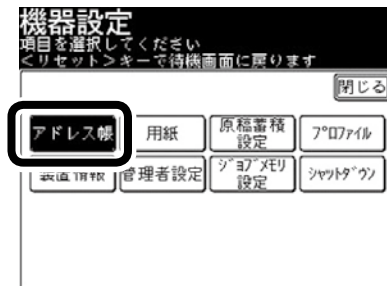 機器設定
項目を選択してください
<リセット>キーで待機画面に戻ります
閉じる
アドレス帳 用紙 原稿蓄積設定 プロファイル
装置情報 管理者設定 ジョブメモリ設定 シャットダウン